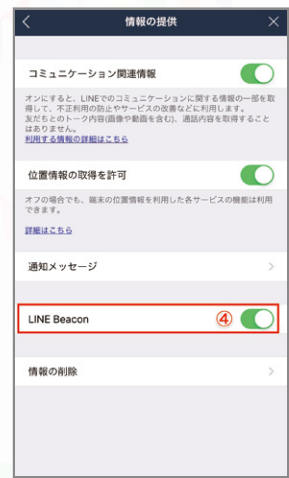 情報の提供
コミュニケーション関連情報
オンにすると、LINEでのコミュニケーションに関する情報の一部を取
得して、不正利用の防止やサービスの改善などに利用します。
友だちとのトーク内容(画像や動画を含む)、通話内容を取得すること
はありません。
利用する情報の詳細はこちら
位置情報の取得を許可
オフの場合でも、端末の位置情報を利用した各サービスの機能は利用
できます。
詳細はこちら
通知メッセージ
LINE Beacon ④
情報の削除